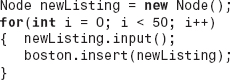 Node newListing = new Node();
for(int i = 0; i < 50; i++)
{  newListing.input();
   boston.insert(newListing);
}